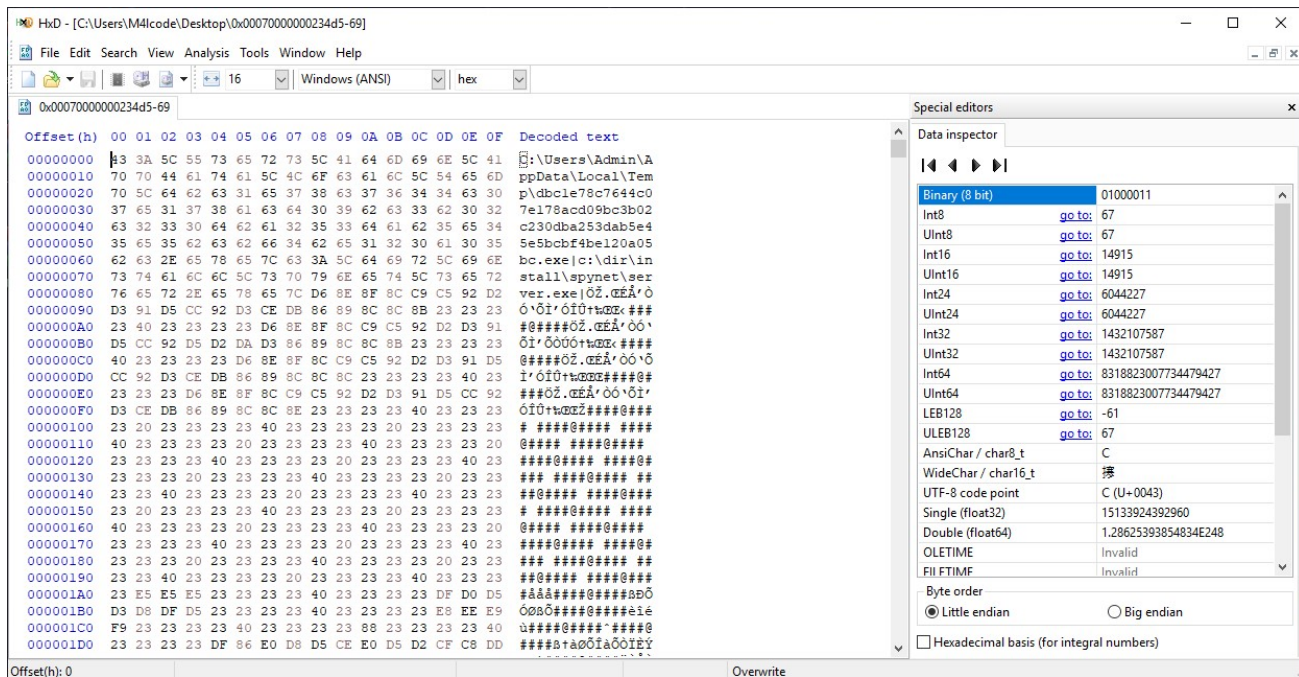 HxD - [C:\Users\M4lcode\Desktop\0x00070000000234d5-69]
File Edit Search View Analysis Tools Window Help
16 Windows (ANSI) hex
0x00070000000234d5-69
Offset(h) 00 01 02 03 04 05 06 07 08 09 0A 0B 0C 0D 0E 0F Decoded text
00000000 43 3A 5C 55 73 65 72 73 5C 41 64 6D 69 6E 5C 41 C:\Users\Admin\A
00000010 70 70 44 61 74 61 5C 4C 6F 63 61 6C 5C 54 65 6D ppData\Local\Tem
00000020 70 5C 64 62 63 31 65 37 38 63 37 36 34 34 63 30 p\dbc1e78c7644c0
00000030 37 65 31 37 38 61 63 64 30 39 62 63 33 62 30 32 7e178acd09bc3b02
00000040 63 32 33 30 64 62 61 32 35 33 64 61 62 35 65 34 c230dba253dab5e4
00000050 35 65 35 62 63 62 66 34 62 65 31 32 30 61 30 35 5e5bcbf4be120a05
00000060 62 63 2E 65 78 65 7C 63 3A 5C 64 69 72 5C 69 6E bc.exe|c:\dir\in
00000070 73 74 61 6C 6C 5C 73 70 79 6E 65 74 5C 73 65 72 stall\spynet\ser
00000080 76 65 72 2E 65 78 65 7C D6 8E 8F 8C C9 C5 92 D2 ver.exe|ÖŽ.ŒÉÅ’Ò
00000090 D3 91 D5 CC 92 D3 CE DB 86 89 8C 8C 8B 23 23 23 Ó‘ÕÌ’ÓÎÛ†‰ŒŒ‹###
000000A0 23 40 23 23 23 23 D6 8E 8F 8C C9 C5 92 D2 D3 91 #@####ÖŽ.ŒÉÅ’ÒÓ‘
000000B0 D5 CC 92 D5 D2 DA D3 86 89 8C 8C 8B 23 23 23 23 ÕÌ’ÕÒÚÓ†‰ŒŒ‹####
000000C0 40 23 23 23 23 D6 8E 8F 8C C9 C5 92 D2 D3 91 D5 @####ÖŽ.ŒÉÅ’ÒÓ‘Õ
000000D0 CC 92 D3 CE DB 86 89 8C 8C 8C 23 23 23 23 40 23 Ì’ÓÎÛ†‰ŒŒŒ####@#
000000E0 23 23 23 D6 8E 8F 8C C9 C5 92 D2 D3 91 D5 CC 92 ###ÖŽ.ŒÉÅ’ÒÓ‘ÕÌ’
000000F0 D3 CE DB 86 89 8C 8C 8E 23 23 23 23 40 23 23 23 ÓÎÛ†‰ŒŒŽ####@###
00000100 23 20 23 23 23 23 40 23 23 23 23 20 23 23 23 23 # ####@#### ####
00000110 40 23 23 23 23 20 23 23 23 23 40 23 23 23 23 20 @#### ####@####
00000120 23 23 23 23 40 23 23 23 23 20 23 23 23 23 40 23 ####@#### ####@#
00000130 23 23 23 20 23 23 23 23 40 23 23 23 23 20 23 23 ### ####@#### ##
00000140 23 23 40 23 23 23 23 20 23 23 23 23 40 23 23 23 ##@#### ####@###
00000150 23 20 23 23 23 23 40 23 23 23 23 20 23 23 23 23 # ####@#### ####
00000160 40 23 23 23 23 20 23 23 23 23 40 23 23 23 23 20 @#### ####@####
00000170 23 23 23 23 40 23 23 23 23 20 23 23 23 23 40 23 ####@#### ####@#
00000180 23 23 23 20 23 23 23 23 40 23 23 23 23 20 23 23 ### ####@#### ##
00000190 23 23 40 23 23 23 23 20 23 23 23 23 40 23 23 23 ##@#### ####@###
000001A0 23 E5 E5 E5 23 23 23 23 40 23 23 23 23 DF D0 D5 #ååå####@####ßÐÕ
000001B0 D3 D8 DF D5 23 23 23 23 40 23 23 23 23 E8 EE E9 ÓØßÕ####@####èîé
000001C0 F9 23 23 23 23 40 23 23 23 23 88 23 23 23 23 40 ù####@####ˆ####@
000001D0 23 23 23 23 DF 86 E0 D8 D5 CE E0 D5 D2 CF C8 DD ####ß†àØÕÎàÕÒÏÈÝ
Special editors
Data inspector
Binary (8 bit) 01000011
Int8 go to: 67
UInt8 go to: 67
Int16 go to: 14915
UInt16 go to: 14915
Int24 go to: 6044227
UInt24 go to: 6044227
Int32 go to: 1432107587
UInt32 go to: 1432107587
Int64 go to: 8318823007734479427
UInt64 go to: 8318823007734479427
LEB128 go to: -61
ULEB128 go to: 67
AnsiChar / char8_t C
WideChar / char16_t 㩃
UTF-8 code point C (U+0043)
Single (float32) 15133924392960
Double (float64) 1.28625393854834E248
OLETIME Invalid
FILETIME Invalid
Byte order
Little endian Big endian
Hexadecimal basis (for integral numbers)
Offset(h): 0 Overwrite